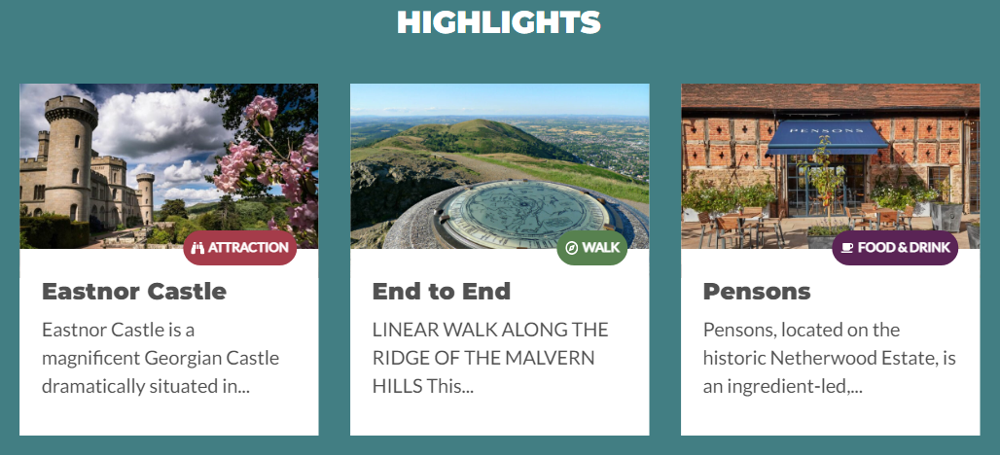 HIGHLIGHTS
ATTRACTION
Eastnor Castle
Eastnor Castle is a
magnificent Georgian Castle
dramatically situated in...
WALK
End to End
LINEAR WALK ALONG THE
RIDGE OF THE MALVERN
HILLS This...
PENSONS
FOOD & DRINK
Pensons
Pensons, located on the
historic Netherwood Estate, is
an ingredient-led,...